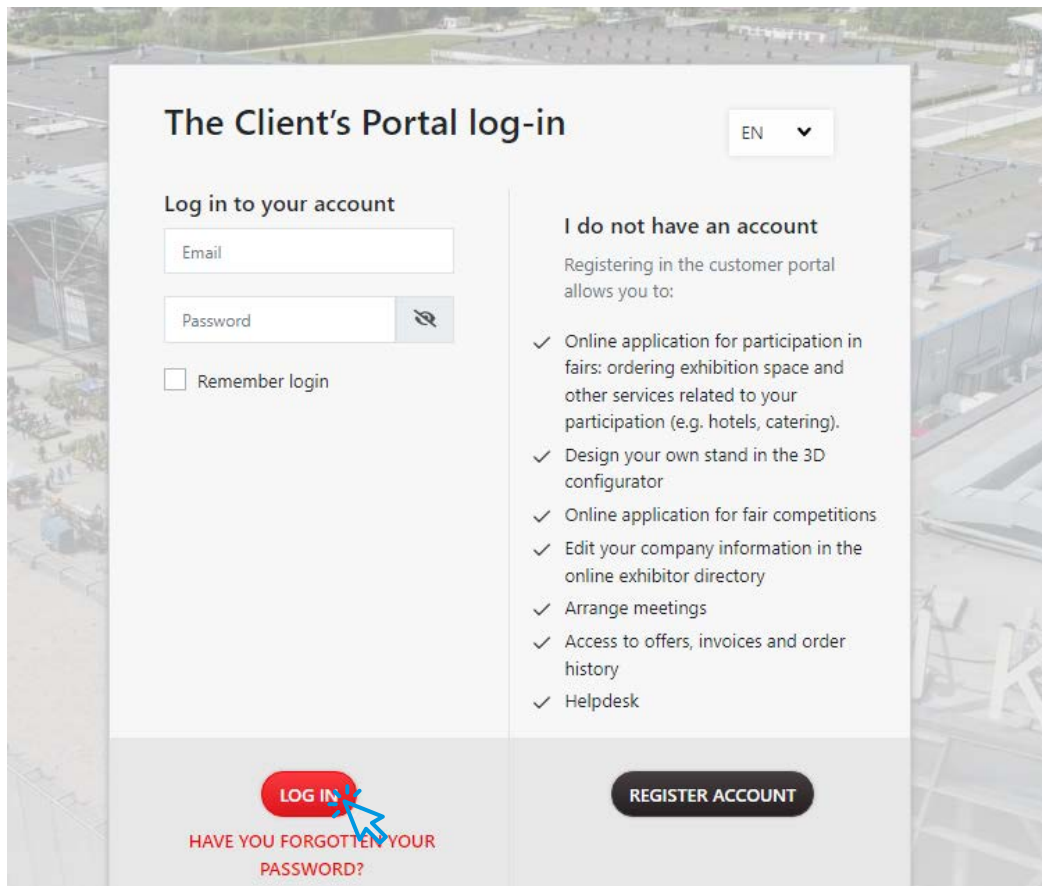 The Client's Portal log-in
EN
Log in to your account
Email
Password
Remember login
I do not have an account
Registering in the customer portal
allows you to:
Online application for participation in
fairs: ordering exhibition space and
other services related to your
participation (e.g. hotels, catering).
Design your own stand in the 3D
configurator
Online application for fair competitions
Edit your company information in the
online exhibitor directory
Arrange meetings
Access to offers, invoices and order
history
Helpdesk
LOG IN
HAVE YOU FORGOTTEN YOUR
PASSWORD?
REGISTER ACCOUNT